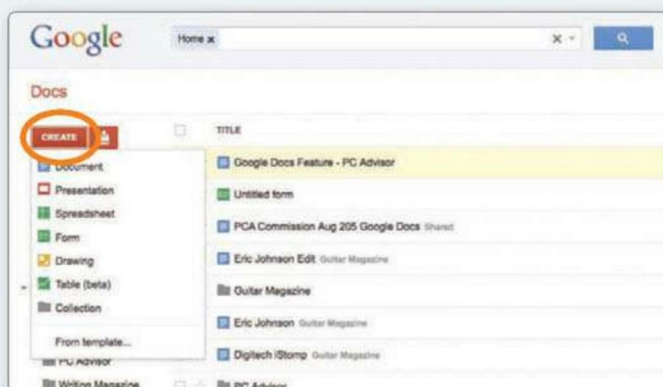 Google
Home x
Docs
CREATE
TITLE
Document
Presentation
Spreadsheet
Form
Drawing
Table (beta)
Collection
From template...
PC Advisor
Writing Magazine
Google Docs Feature - PC Advisor
Untitled form
PCA Commission Aug 205 Google Docs Shared
Eric Johnson Edit Guitar Magazine
Guitar Magazine
Eric Johnson Guitar Magazine
Digitech iStomp Guitar Magazine
PC Advisor